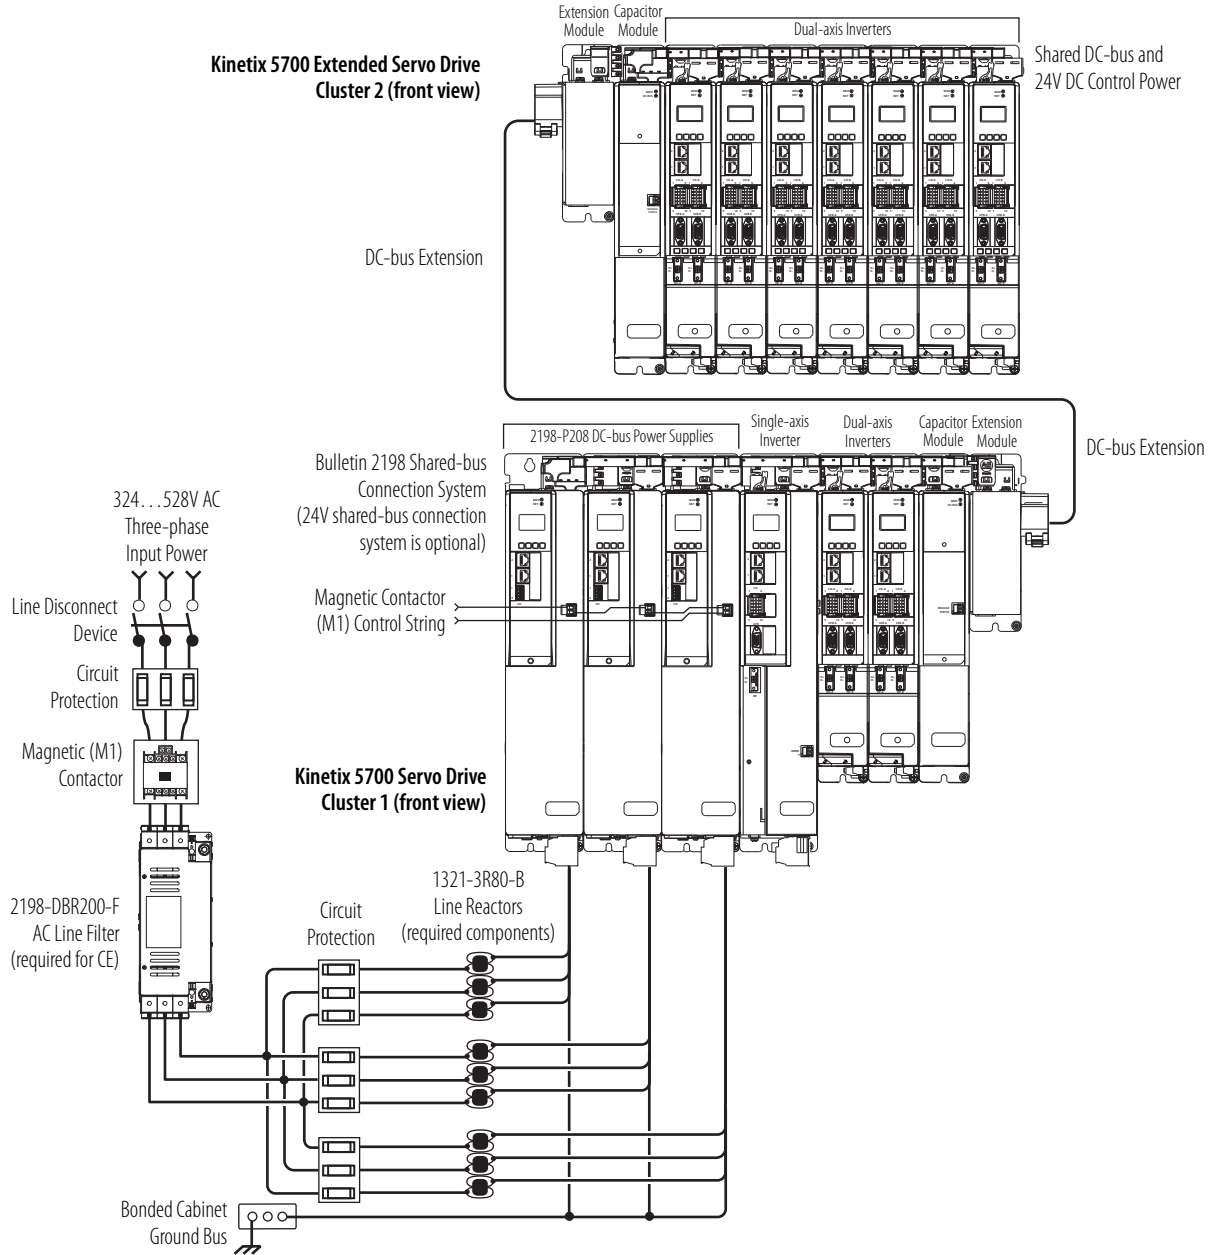 Extension Module
Capacitor Module
Dual-axis Inverters
Kinetix 5700 Extended Servo Drive
Cluster 2 (front view)
Shared DC-bus and
24V DC Control Power
DC-bus Extension
2198-P208 DC-bus Power Supplies
Single-axis
Inverter
Dual-axis
Inverters
Capacitor
Module
Extension
Module
DC-bus Extension
Bulletin 2198 Shared-bus
Connection System
(24V shared-bus connection
system is optional)
324…528V AC
Three-phase
Input Power
Magnetic Contactor
(M1) Control String
Line Disconnect
Device
Circuit
Protection
Magnetic (M1)
Contactor
Kinetix 5700 Servo Drive
Cluster 1 (front view)
2198-DBR200-F
AC Line Filter
(required for CE)
Circuit
Protection
1321-3R80-B
Line Reactors
(required components)
Bonded Cabinet
Ground Bus